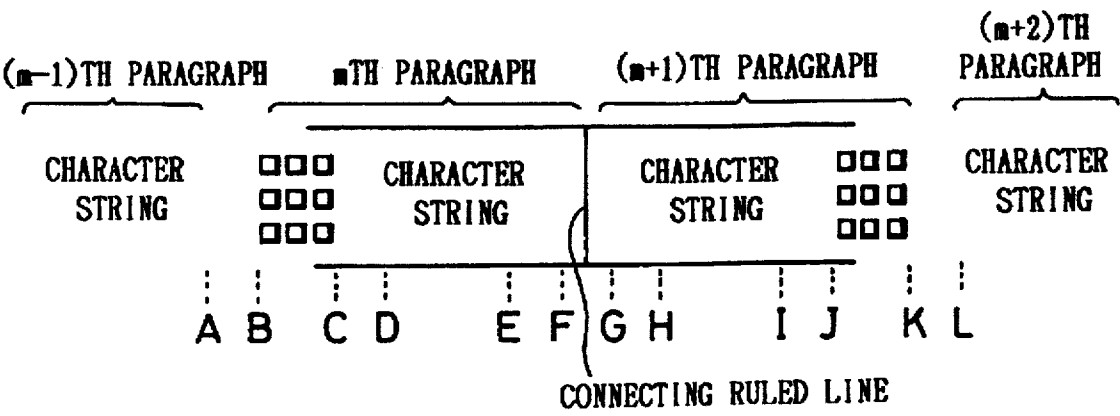 (m+2)TH
(m-1)TH PARAGRAPH mTH PARAGRAPH (m+1)TH PARAGRAPH PARAGRAPH
CHARACTER CHARACTER CHARACTER CHARACTER
STRING STRING STRING STRING
A B C D E F G H I J K L
CONNECTING RULED LINE